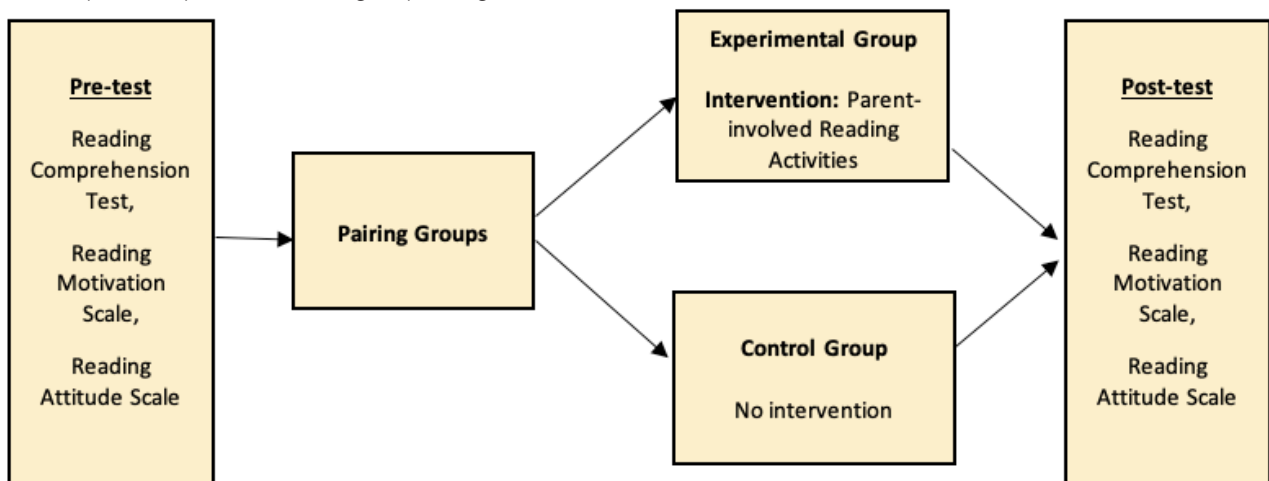 Pre-test
Reading
Comprehension
Test,
Reading
Motivation
Scale,
Reading
Attitude Scale
Pairing Groups
Experimental Group
Intervention: Parent-
involved Reading
Activities
Control Group
No intervention
Post-test
Reading
Comprehension
Test,
Reading
Motivation
Scale,
Reading
Attitude Scale